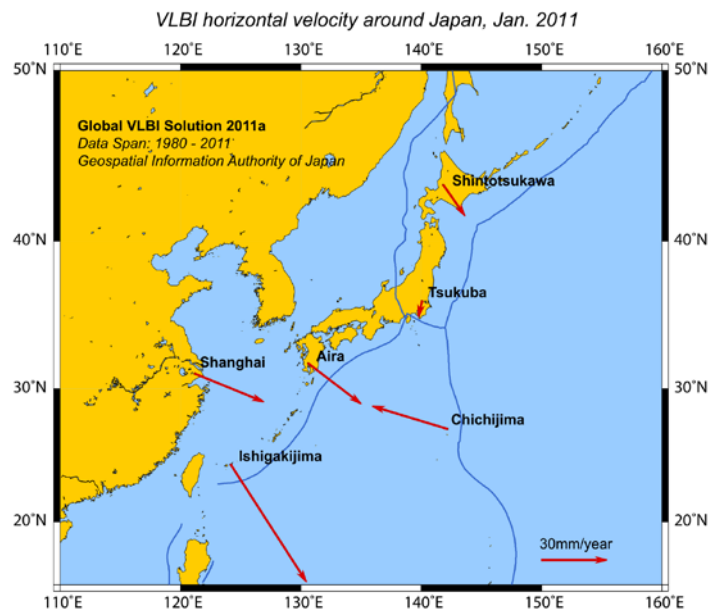 VLBI horizontal velocity around Japan, Jan. 2011
110°E 120°E 130°E 140°E 150°E 160°E
50°N 50°N
Global VLBI Solution 2011a
Data Span: 1980 - 2011
Geospatial Information Authority of Japan
Shintotsukawa
40°N 40°N
Tsukuba
Shanghai
Aira
30°N 30°N
Chichijima
Ishigakijima
20°N 20°N
30mm/year
110°E 120°E 130°E 140°E 150°E 160°E